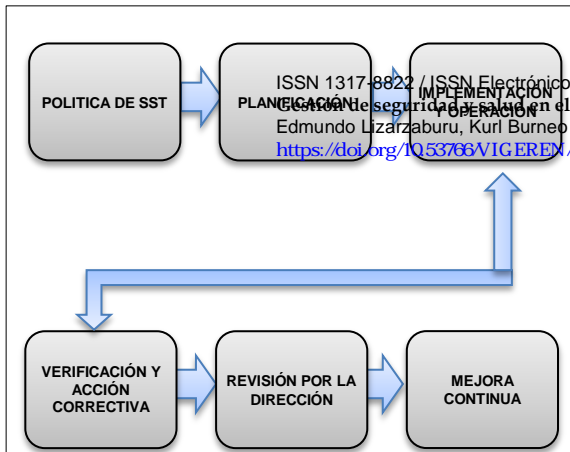 POLITICA DE SST
PLANIFICACIÓN
IMPLEMENTACIÓN
Y OPERACIÓN
ISSN 1317-8822 / ISSN Electrónico
Gestión de seguridad y salud en el
Edmundo Lizarzaburu, Kurl Burneo
https://doi.org/10.53766/VIGEREN/
VERIFICACIÓN Y
ACCIÓN
CORRECTIVA
REVISIÓN POR LA
DIRECCIÓN
MEJORA
CONTINUA